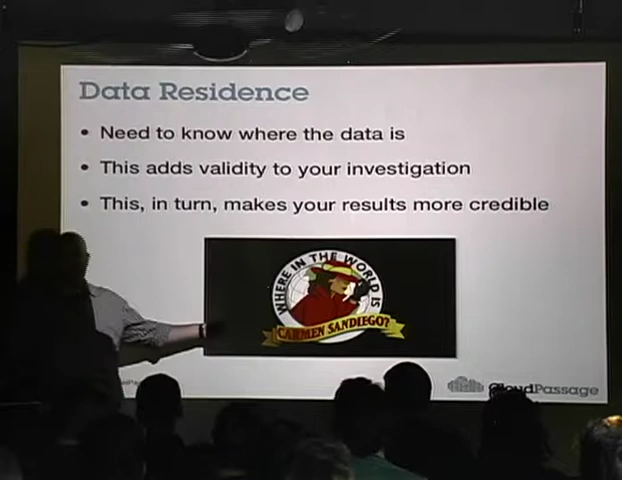 Data Residence
• Need to know where the data is
• This adds validity to your investigation
• This, in turn, makes your results more credible
WHERE IN THE WORLD IS
CARMEN SANDIEGO?
CloudPassage